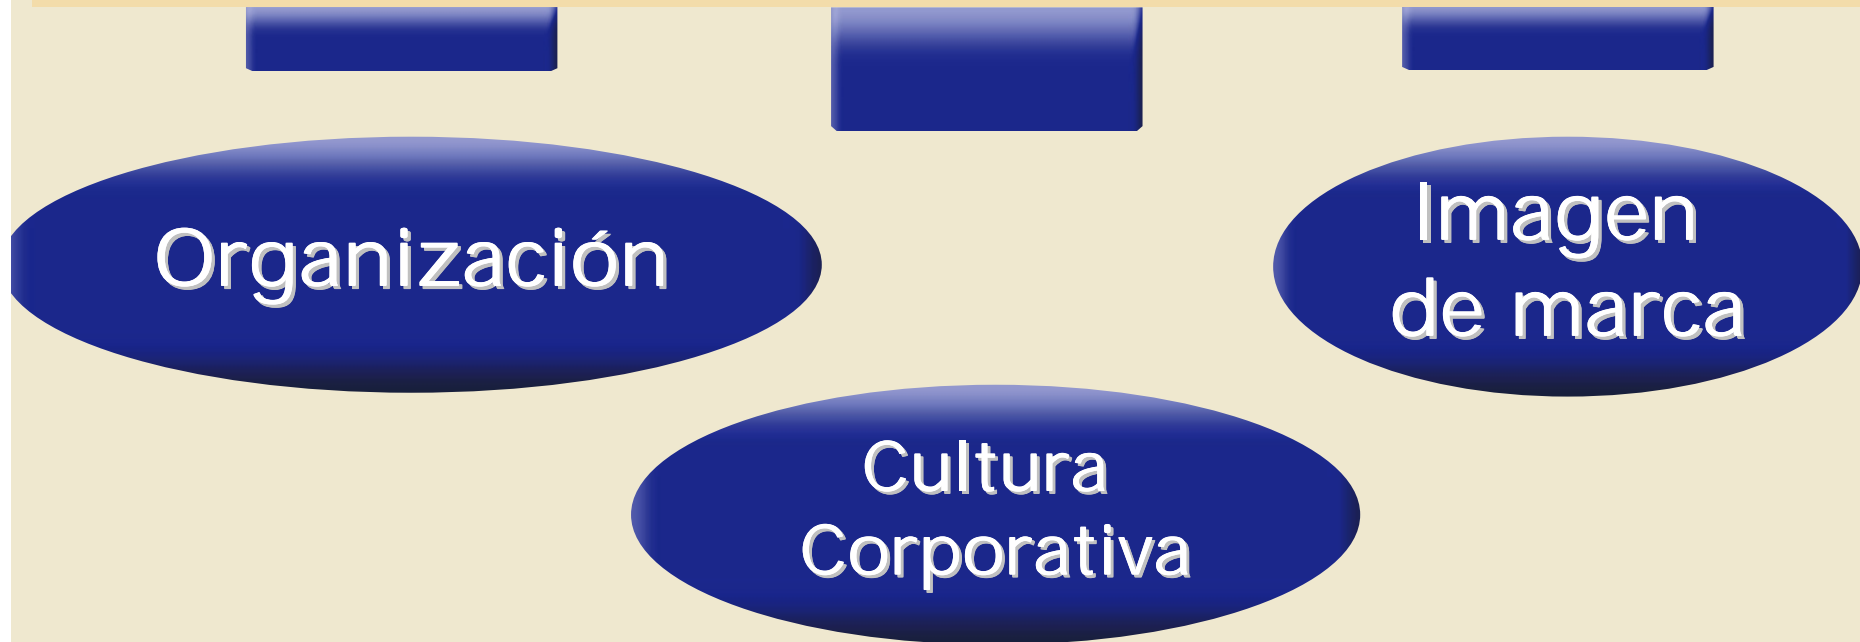 Organización
Imagen
de marca
Cultura
Corporativa